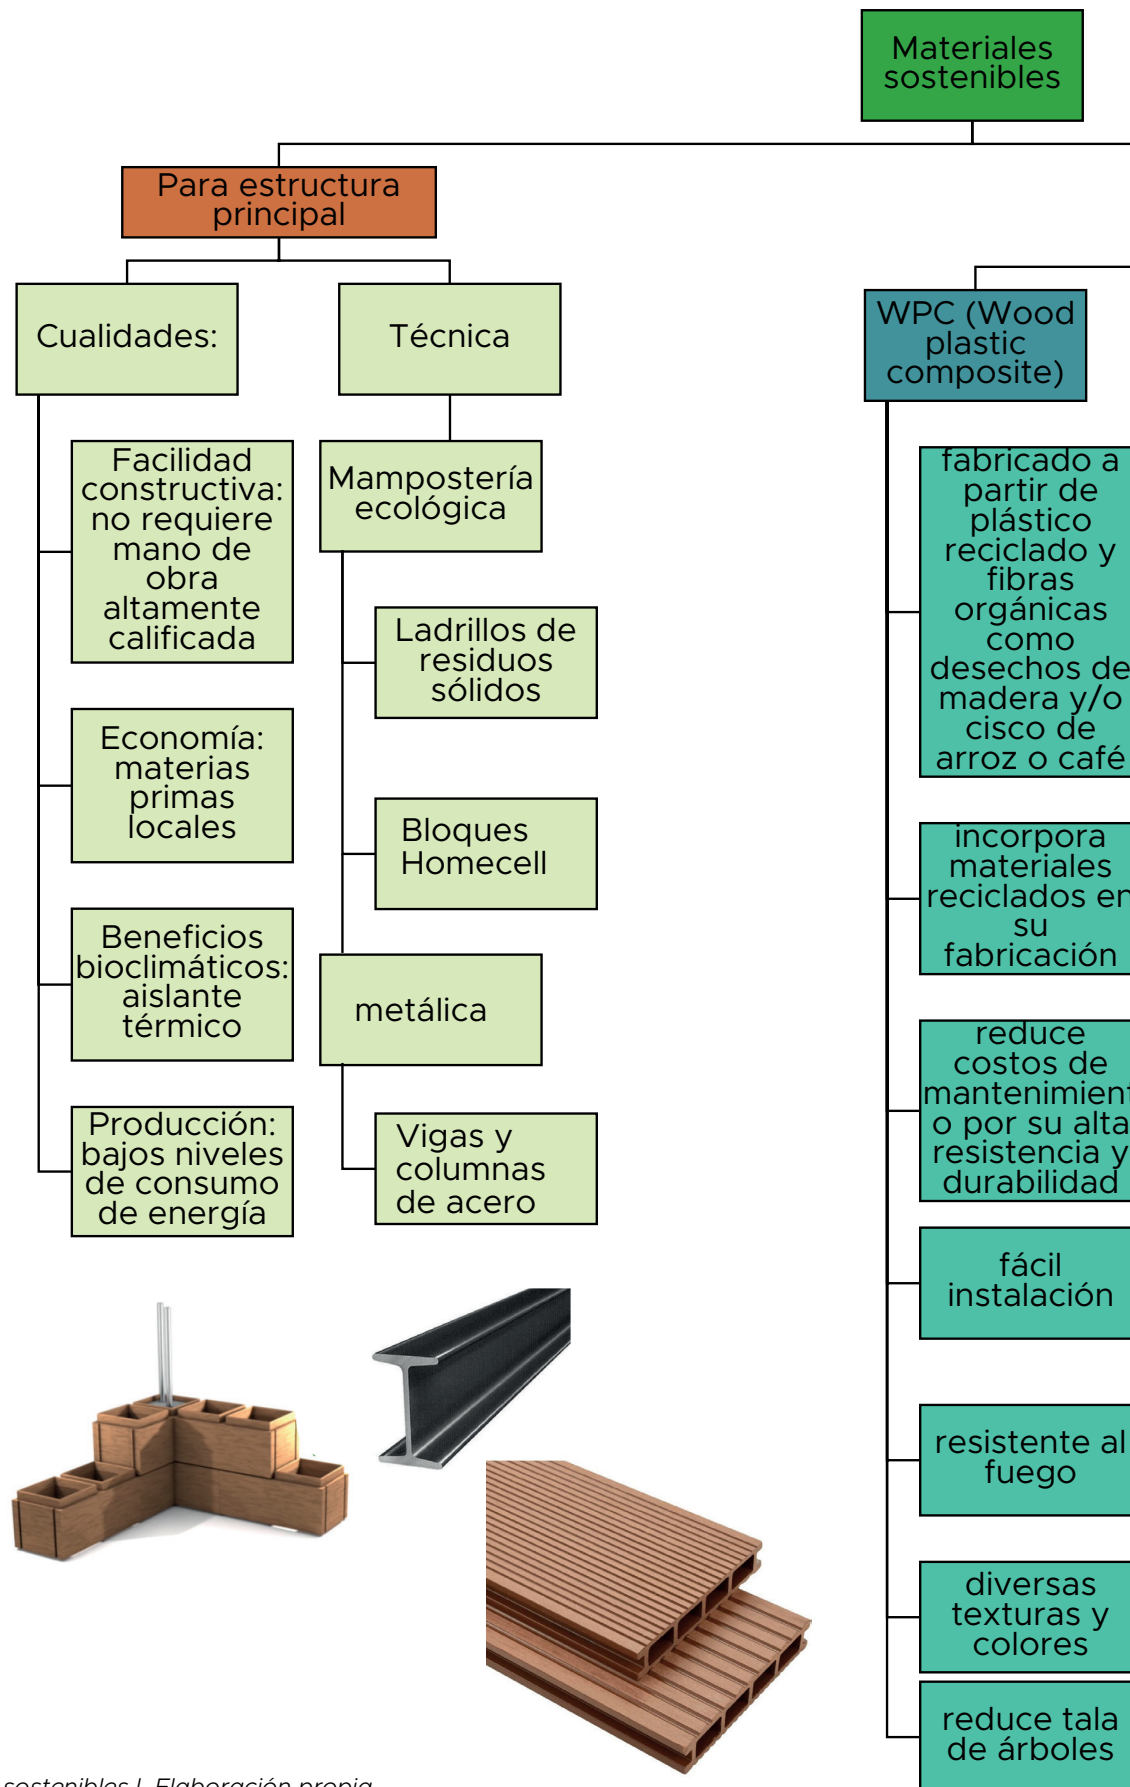 Materiales
sostenibles
Para estructura
principal
Cualidades:
Técnica
WPC (Wood
plastic
composite)
Facilidad
constructiva:
no requiere
mano de
obra
altamente
calificada
Economía:
materias
primas
locales
Beneficios
bioclimáticos:
aislante
térmico
Producción:
bajos niveles
de consumo
de energía
Mampostería
ecológica
Ladrillos de
residuos
sólidos
Bloques
Homecell
metálica
Vigas y
columnas
de acero
fabricado a
partir de
plástico
reciclado y
fibras
orgánicas
como
desechos de
madera y/o
cisco de
arroz o café
incorpora
materiales
reciclados en
su
fabricación
reduce
costos de
mantenimient
o por su alta
resistencia y
durabilidad
fácil
instalación
resistente al
fuego
diversas
texturas y
colores
reduce tala
de árboles
sostenibles I. Elaboración propia